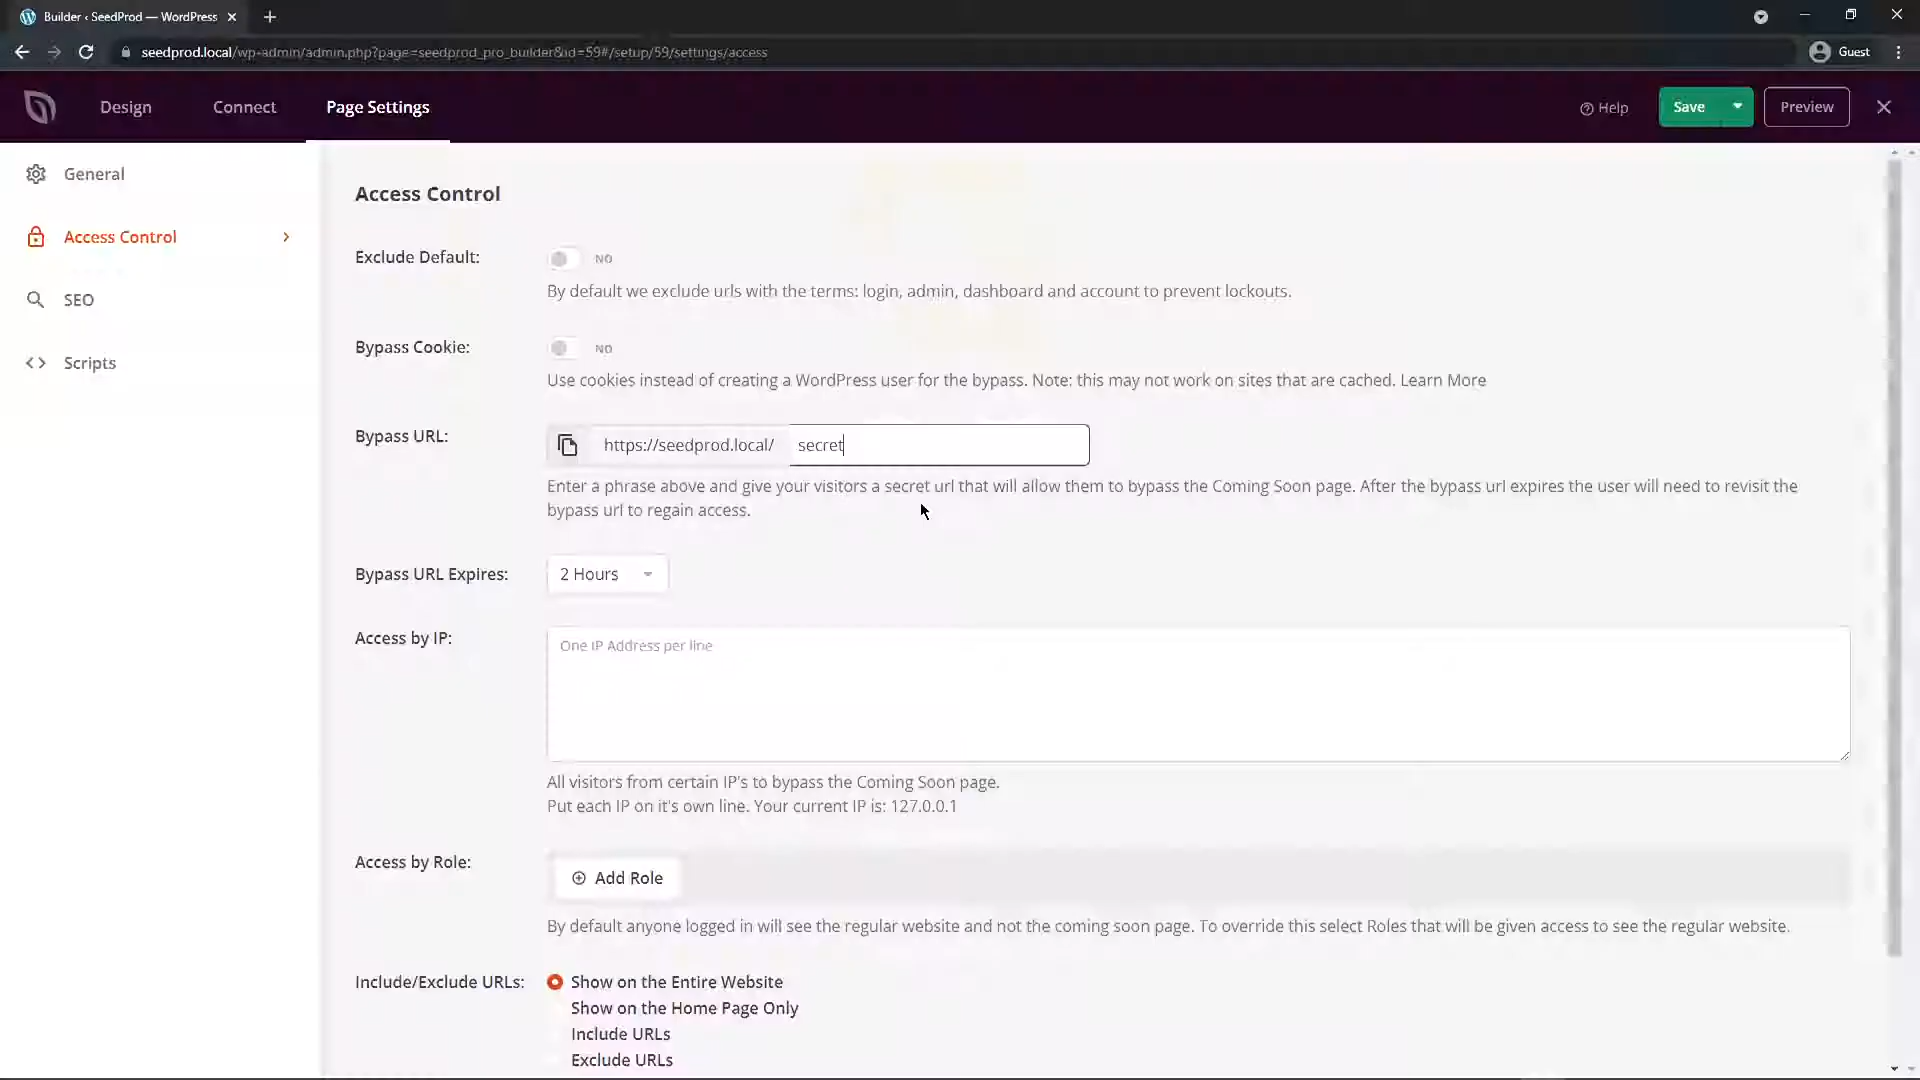 Builder ‹ SeedProd — WordPress
seedprod.local/wp-admin/admin.php?page=seedprod_pro_builder&id=59#/setup/59/settings/access
Guest
Design
Connect
Page Settings
Help
Save
Preview
General
Access Control
SEO
Scripts
Access Control
Exclude Default:
NO
By default we exclude urls with the terms: login, admin, dashboard and account to prevent lockouts.
Bypass Cookie:
NO
Use cookies instead of creating a WordPress user for the bypass. Note: this may not work on sites that are cached. Learn More
Bypass URL:
https://seedprod.local/
secret
Enter a phrase above and give your visitors a secret url that will allow them to bypass the Coming Soon page. After the bypass url expires the user will need to revisit the
bypass url to regain access.
Bypass URL Expires:
2 Hours
Access by IP:
One IP Address per line
All visitors from certain IP's to bypass the Coming Soon page.
Put each IP on it's own line. Your current IP is: 127.0.0.1
Access by Role:
Add Role
By default anyone logged in will see the regular website and not the coming soon page. To override this select Roles that will be given access to see the regular website.
Include/Exclude URLs:
Show on the Entire Website
Show on the Home Page Only
Include URLs
Exclude URLs